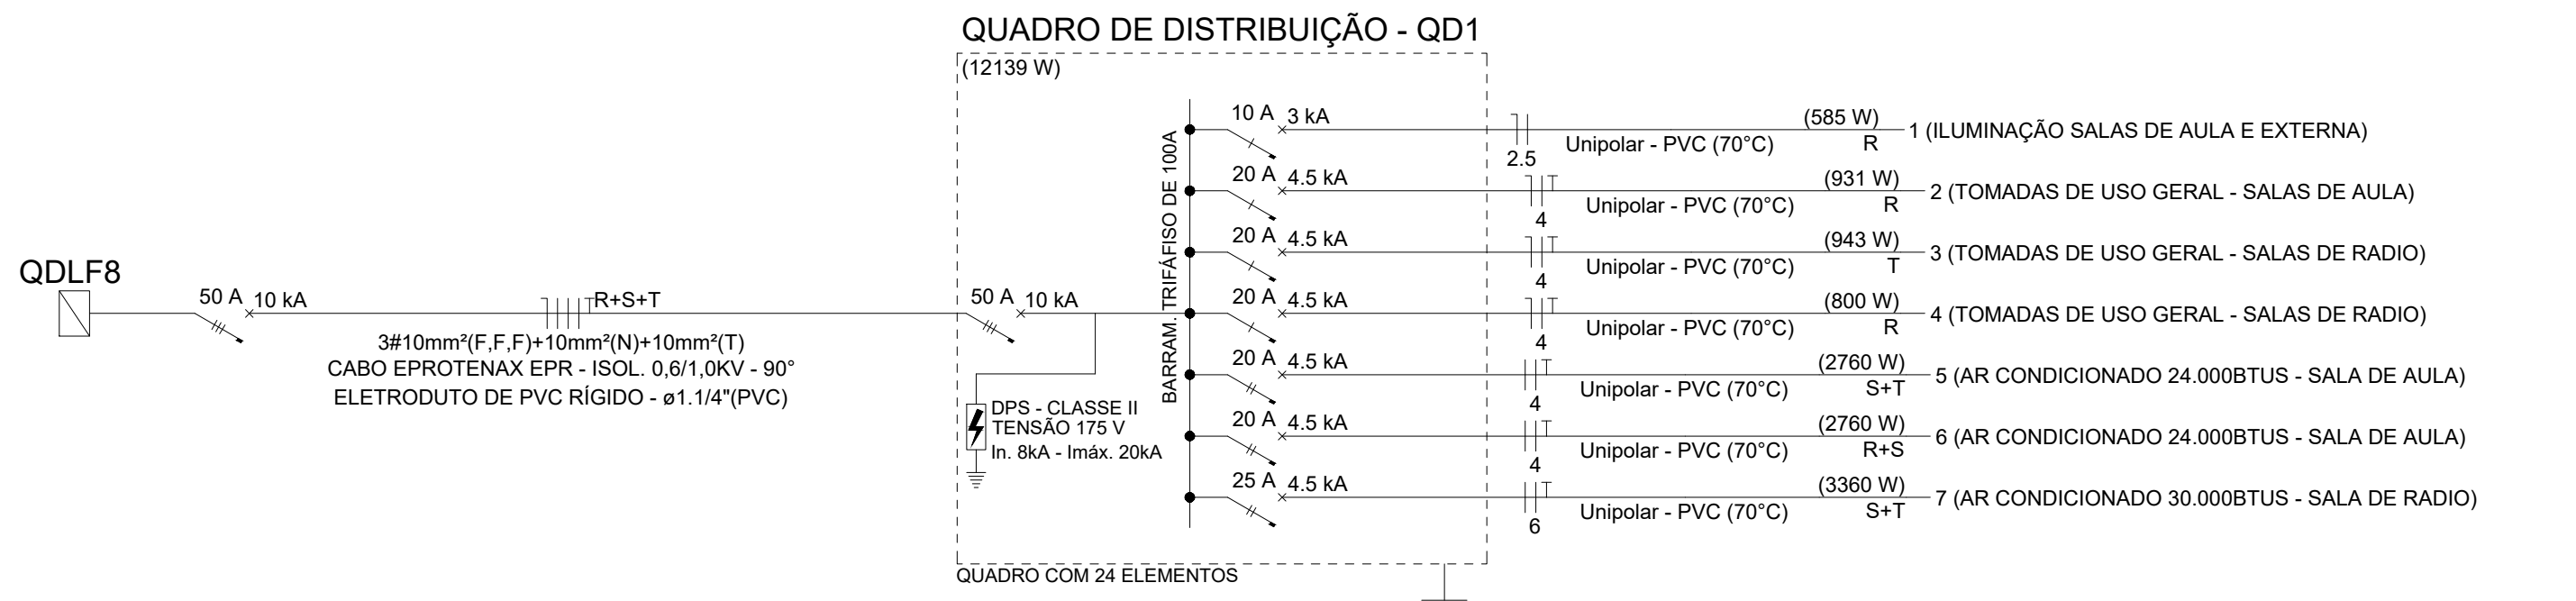 QUADRO DE DISTRIBUIÇÃO - QD1
(12139 W)
QDLF8
50 A 10 kA
R+S+T
3#10mm²(F,F,F)+10mm²(N)+10mm²(T)
CABO EPROTENAX EPR - ISOL. 0,6/1,0KV - 90°
ELETRODUTO DE PVC RÍGIDO - ø1.1/4"(PVC)
50 A 10 kA
DPS - CLASSE II
TENSÃO 175 V
In. 8kA - Imáx. 20kA
BARRAM. TRIFÁFISO DE 100A
10 A 3 kA
2.5
Unipolar - PVC (70°C)
(585 W)
R
1 (ILUMINAÇÃO SALAS DE AULA E EXTERNA)
20 A 4.5 kA
T
4
Unipolar - PVC (70°C)
(931 W)
R
2 (TOMADAS DE USO GERAL - SALAS DE AULA)
20 A 4.5 kA
T
4
Unipolar - PVC (70°C)
(943 W)
T
3 (TOMADAS DE USO GERAL - SALAS DE RADIO)
20 A 4.5 kA
T
4
Unipolar - PVC (70°C)
(800 W)
R
4 (TOMADAS DE USO GERAL - SALAS DE RADIO)
20 A 4.5 kA
T
4
Unipolar - PVC (70°C)
(2760 W)
S+T
5 (AR CONDICIONADO 24.000BTUS - SALA DE AULA)
20 A 4.5 kA
T
4
Unipolar - PVC (70°C)
(2760 W)
R+S
6 (AR CONDICIONADO 24.000BTUS - SALA DE AULA)
25 A 4.5 kA
T
6
Unipolar - PVC (70°C)
(3360 W)
S+T
7 (AR CONDICIONADO 30.000BTUS - SALA DE RADIO)
QUADRO COM 24 ELEMENTOS